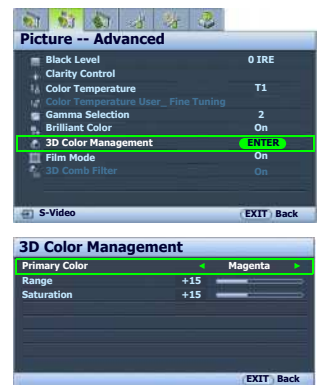 Picture -- Advanced
Black Level 0 IRE
Clarity Control
Color Temperature T1
Color Temperature User_ Fine Tuning
Gamma Selection 2
Brilliant Color On
3D Color Management ENTER
Film Mode On
3D Comb Filter On
S-Video EXIT Back
3D Color Management
Primary Color Magenta
Range +15
Saturation +15
EXIT Back